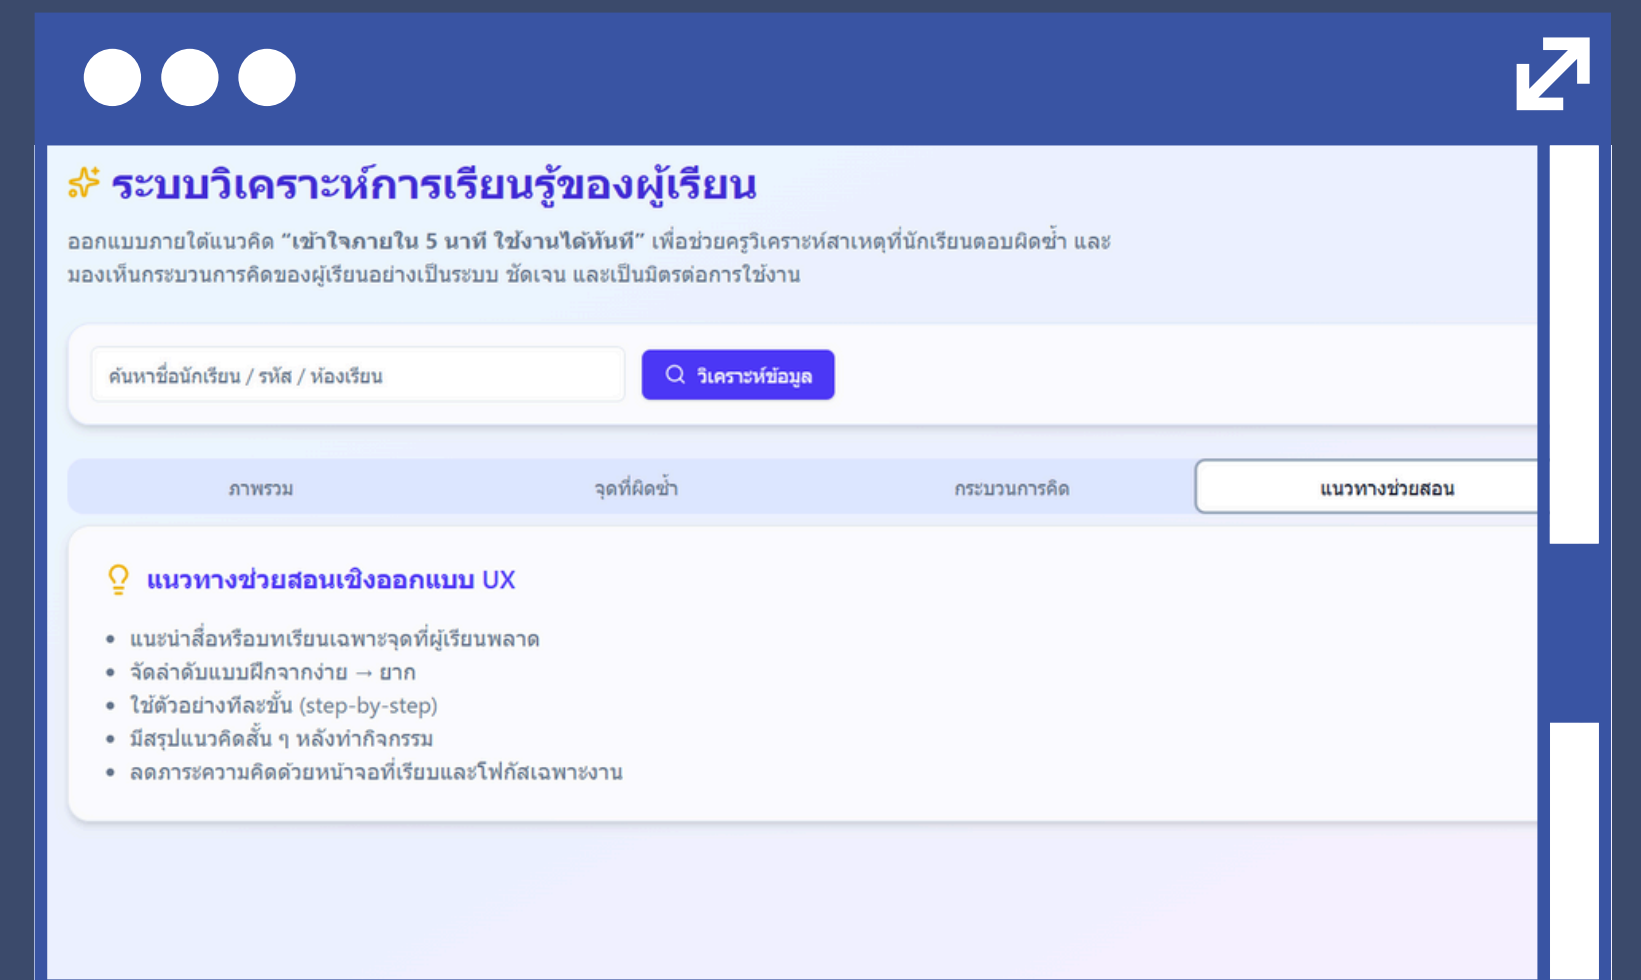 ระบบวิเคราะห์การเรียนรู้ของผู้เรียน
ออกแบบภายใต้แนวคิด “เข้าใจภายใน 5 นาที ใช้งานได้ทันที” เพื่อช่วยครูวิเคราะห์สาเหตุที่นักเรียนตอบผิดซ้ำ และ
มองเห็นกระบวนการคิดของผู้เรียนอย่างเป็นระบบ ชัดเจน และเป็นมิตรต่อการใช้งาน
ค้นหาชื่อนักเรียน / รหัส / ห้องเรียน
วิเคราะห์ข้อมูล
ภาพรวม
จุดที่ผิดซ้ำ
กระบวนการคิด
แนวทางช่วยสอน
แนวทางช่วยสอนเชิงออกแบบ UX
• แนะนำสื่อหรือบทเรียนเฉพาะจุดที่ผู้เรียนพลาด
• จัดลำดับแบบฝึกจากง่าย → ยาก
• ใช้ตัวอย่างทีละขั้น (step-by-step)
• มีสรุปแนวคิดสั้น ๆ หลังทำกิจกรรม
• ลดภาระความคิดด้วยหน้าจอที่เรียบและโฟกัสเฉพาะงาน